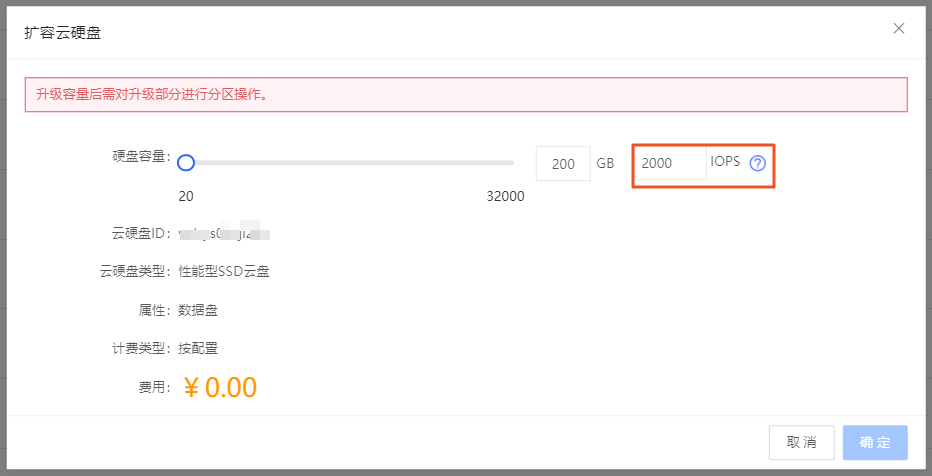 扩容云硬盘
升级容量后需对升级部分进行分区操作。
硬盘容量: 200 GB 2000 IOPS ?
20 32000
云硬盘ID:
云硬盘类型: 性能型SSD云盘
属性: 数据盘
计费类型: 按配置
费用: ¥ 0.00
取 消 确 定